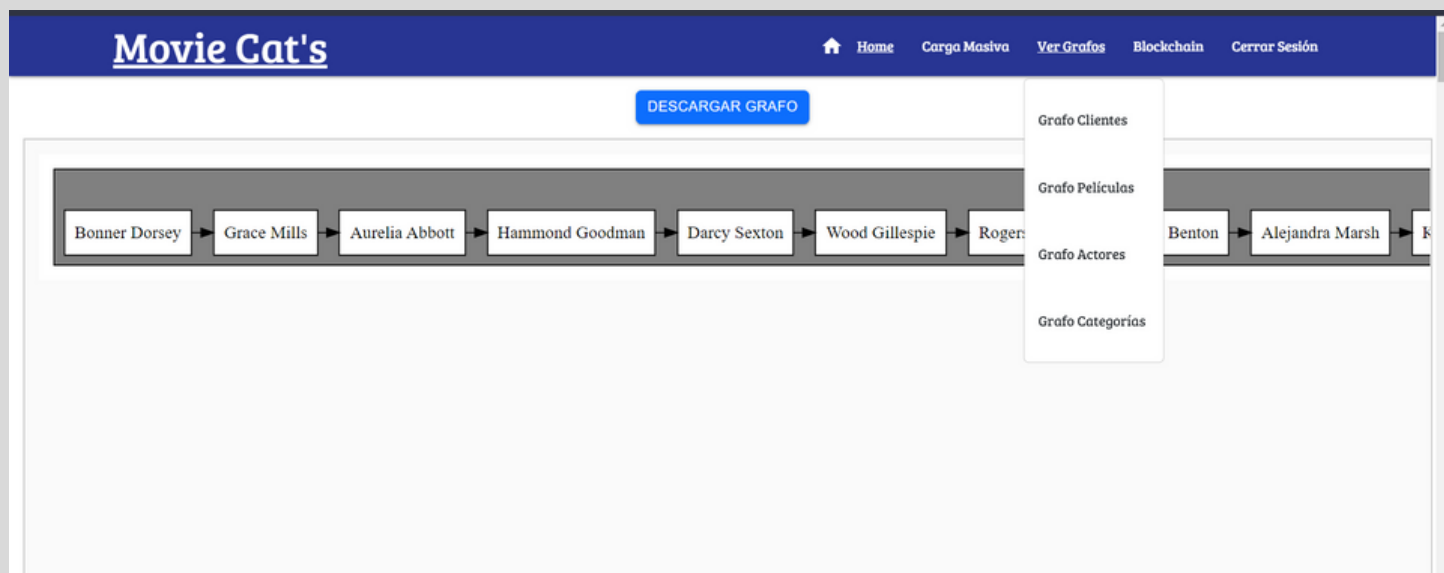 Movie Cat's
Home Carga Masiva Ver Grafos Blockchain Cerrar Sesión
DESCARGAR GRAFO
Grafo Clientes
Grafo Películas
Bonner Dorsey Grace Mills Aurelia Abbott Hammond Goodman Darcy Sexton Wood Gillespie Benton Alejandra Marsh
Grafo Actores
Grafo Categorías